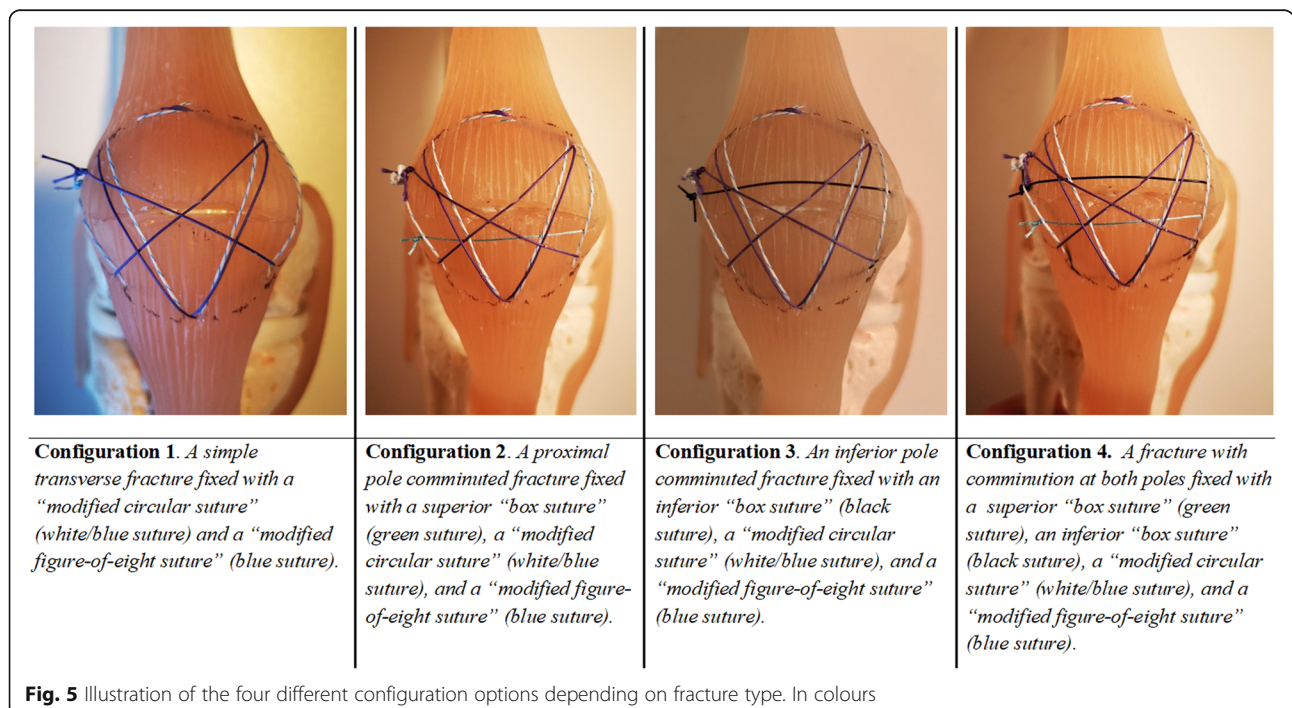 Configuration 1. A simple
transverse fracture fixed with a
“modified circular suture”
(white/blue suture) and a “modified
figure-of-eight suture” (blue suture).
Configuration 2. A proximal
pole comminuted fracture fixed
with a superior “box suture”
(green suture), a “modified
circular suture” (white/blue
suture), and a “modified figure-
of-eight suture” (blue suture).
Configuration 3. An inferior pole
comminuted fracture fixed with an
inferior “box suture” (black
suture), a “modified circular
suture” (white/blue suture), and a
“modified figure-of-eight suture”
(blue suture).
Configuration 4. A fracture with
comminution at both poles fixed with
a superior “box suture” (green
suture), an inferior “box suture”
(black suture), a “modified circular
suture” (white/blue suture), and a
“modified figure-of-eight suture”
(blue suture).
Fig. 5 Illustration of the four different configuration options depending on fracture type. In colours